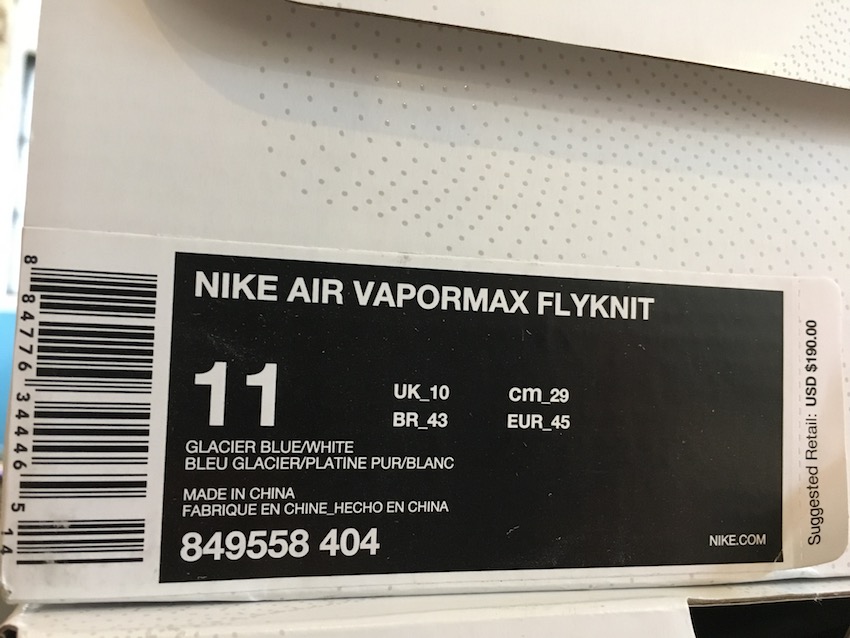 NIKE AIR VAPORMAX FLYKNIT
11
UK_10 cm_29
BR_43 EUR_45
GLACIER BLUE/WHITE
BLEU GLACIER/PLATINE PUR/BLANC
MADE IN CHINA
FABRIQUE EN CHINE_HECHO EN CHINA
849558 404
NIKE.COM
8 84776 34446 5 14
Suggested Retail: USD $190.00